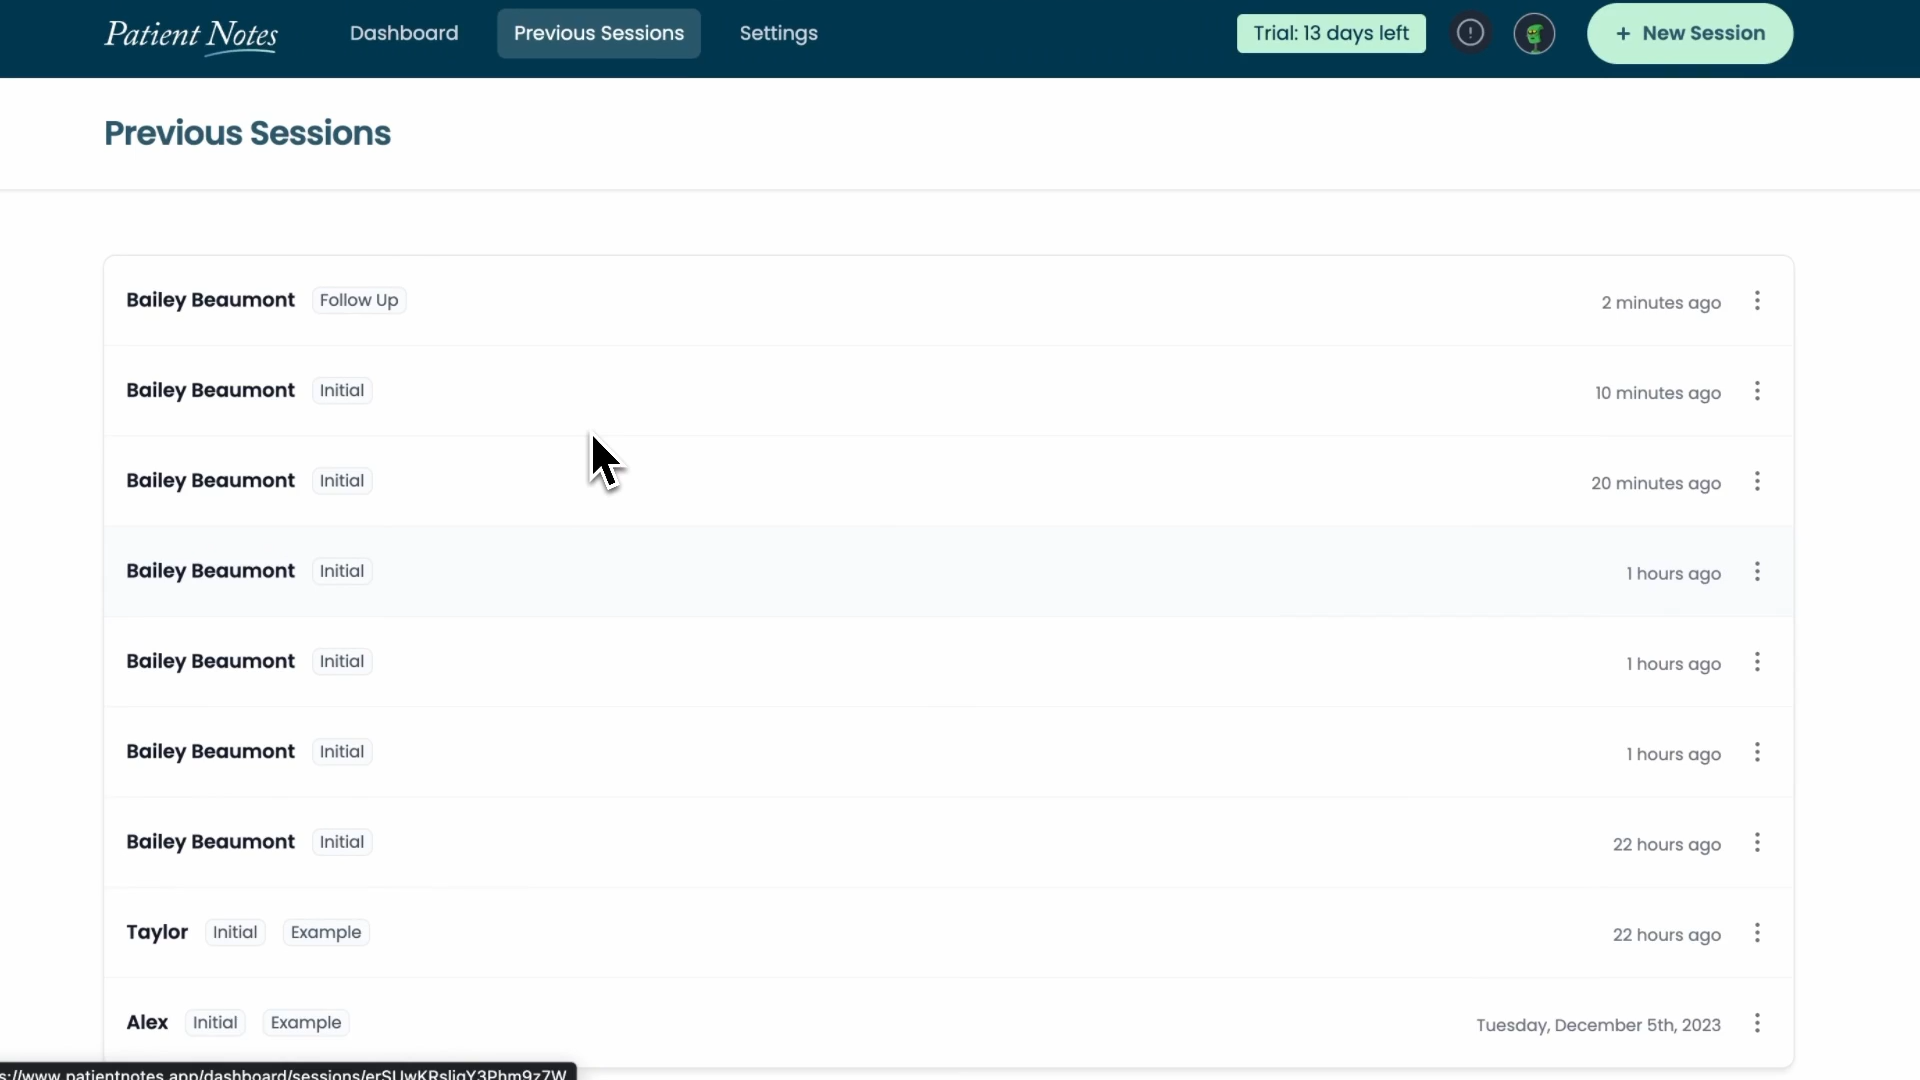 Patient Notes
Dashboard
Previous Sessions
Settings
Trial: 13 days left
+ New Session
Previous Sessions
Bailey Beaumont Follow Up 2 minutes ago
Bailey Beaumont Initial 10 minutes ago
Bailey Beaumont Initial 20 minutes ago
Bailey Beaumont Initial 1 hours ago
Bailey Beaumont Initial 1 hours ago
Bailey Beaumont Initial 1 hours ago
Bailey Beaumont Initial 22 hours ago
Taylor Initial Example 22 hours ago
Alex Initial Example Tuesday, December 5th, 2023